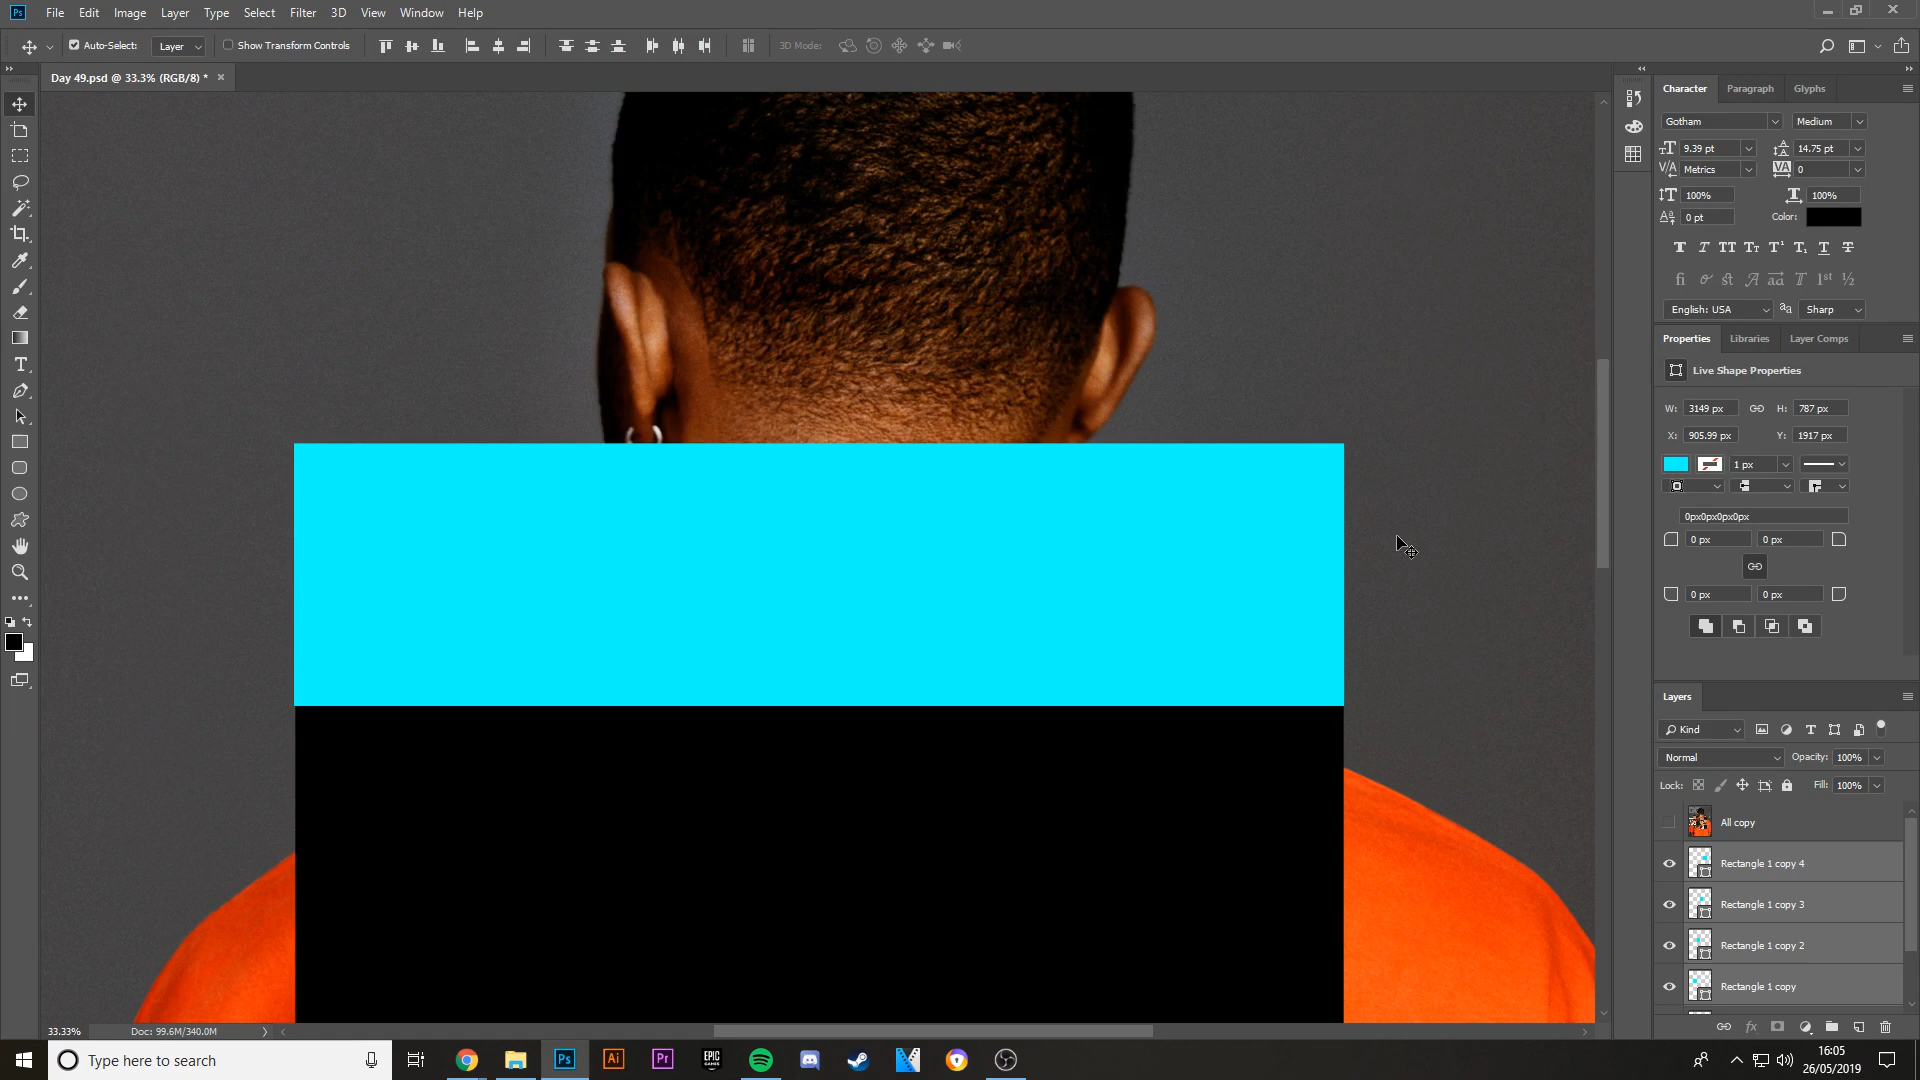 Ps File Edit Image Layer Type Select Filter 3D View Window Help
Auto-Select: Layer Show Transform Controls 3D Mode:
Day 49.psd @ 33.3% (RGB/8) *
Character Paragraph Glyphs
Gotham Medium
9.39 pt 14.75 pt
Metrics 0
100% 100%
0 pt Color:
English: USA Sharp
Properties Libraries Layer Comps
Live Shape Properties
W: 3149 px H: 787 px
X: 905.99 px Y: 1917 px
1 px
0px0px0px0px
0 px 0 px
0 px 0 px
Layers
Kind
Normal Opacity: 100%
Lock: Fill: 100%
All copy
Rectangle 1 copy 4
Rectangle 1 copy 3
Rectangle 1 copy 2
Rectangle 1 copy
33.33% Doc: 99.6M/340.0M
Type here to search
Ps Ai Pr EPIC GAMES
16:05
26/05/2019